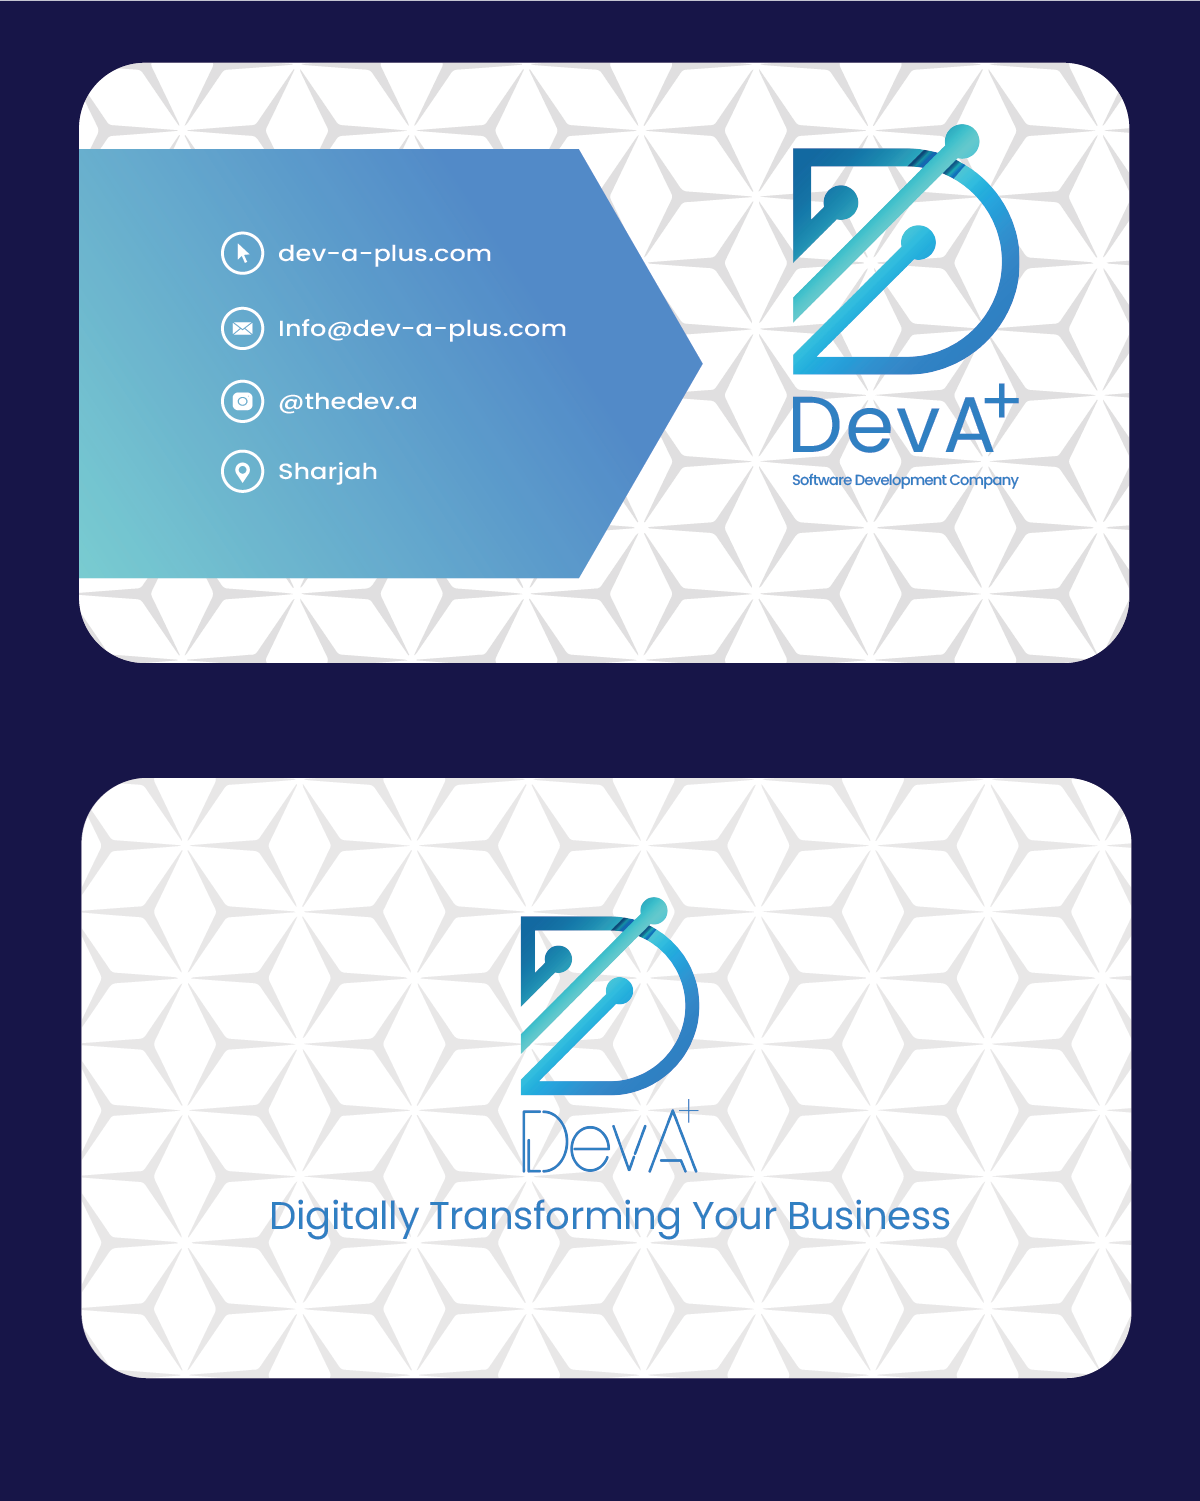 dev-a-plus.com
Info@dev-a-plus.com
@thedev.a
Sharjah
DevA+
Software Development Company
DevA+
Digitally Transforming Your Business